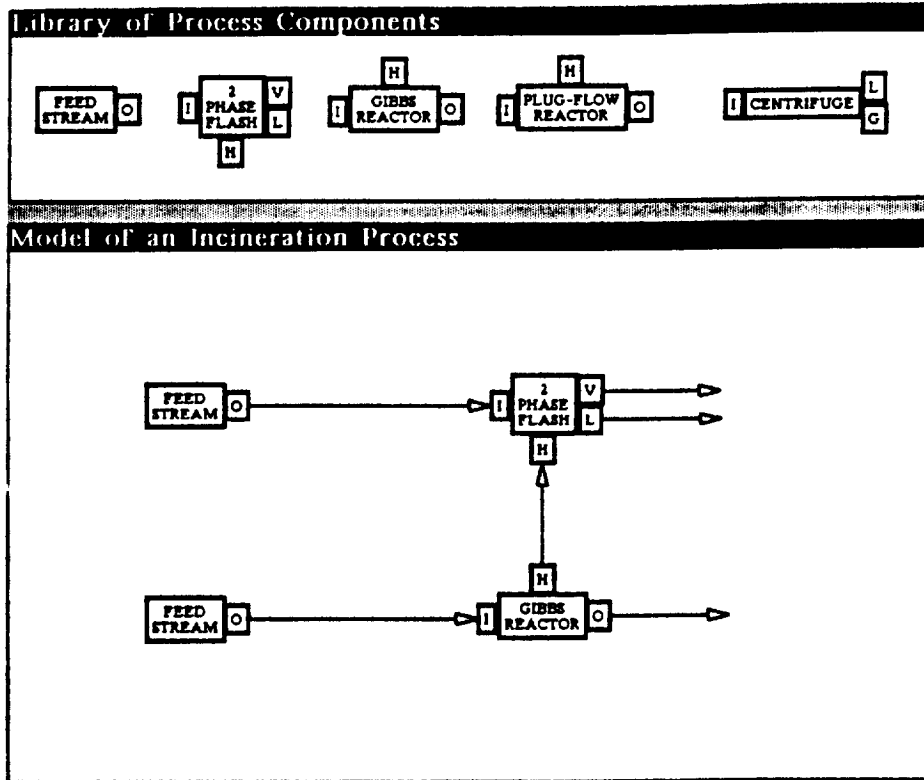 Library of Process Components
FEED
STREAM
O
I
2
PHASE
FLASH
V
L
H
H
I
GIBBS
REACTOR
O
H
I
PLUG-FLOW
REACTOR
O
I
CENTRIFUGE
L
G
Model of an Incineration Process
FEED
STREAM
O
I
2
PHASE
FLASH
V
L
H
FEED
STREAM
O
H
I
GIBBS
REACTOR
O